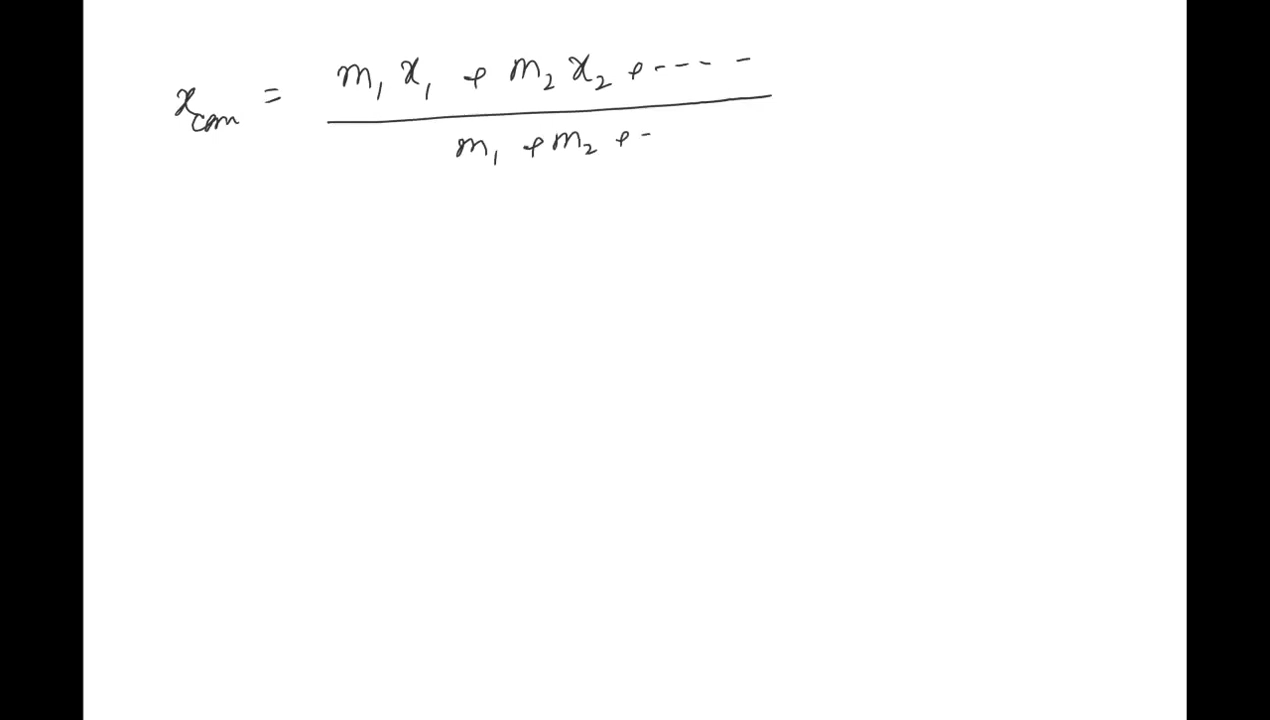 x_com = (m₁x₁ + m₂x₂ + -----) / (m₁ + m₂ + -)